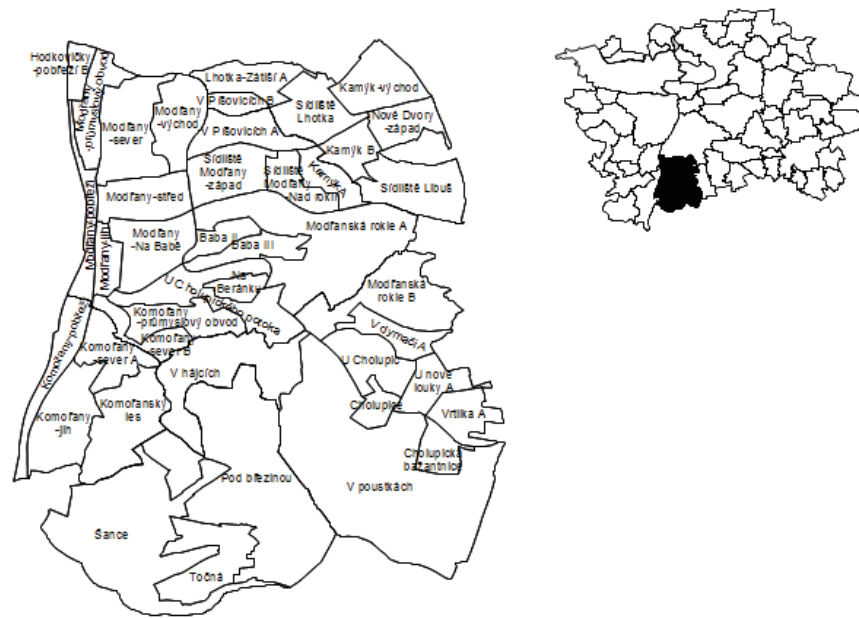 Hodkovičky
-pobřeží B
Modřany
-průmyslový obvod
Lhotka-Zátiší A
Kamýk-východ
V Písovicích B
Sídliště
Lhotka
Modřany
-východ
Nové Dvory
-západ
Modřany
-sever
V Písovicích A
Kamýk B
Sídliště
Modřany
-západ
Sídliště
Modřany
-Nad roklí
Kamýk A
Sídliště Libuš
Modřany-střed
Modřany-pobřeží
Modřany-jih
Modřany
-Na Babě
Baba II
Baba III
Modřanská rokle A
U Cholupického potoka
Na
Beránku
Modřanská
rokle B
Komořany
-průmyslový obvod
V dymači A
Komořany-pobřeží
Komořany
-sever A
Komořany
-sever B
V hájcích
U Cholupic
U nové
louky A
Cholupice
Vrtilka A
Komořany
-jih
Komořanský
les
Cholupická
bažantnice
Pod březinou
V poustkách
Šance
Točná